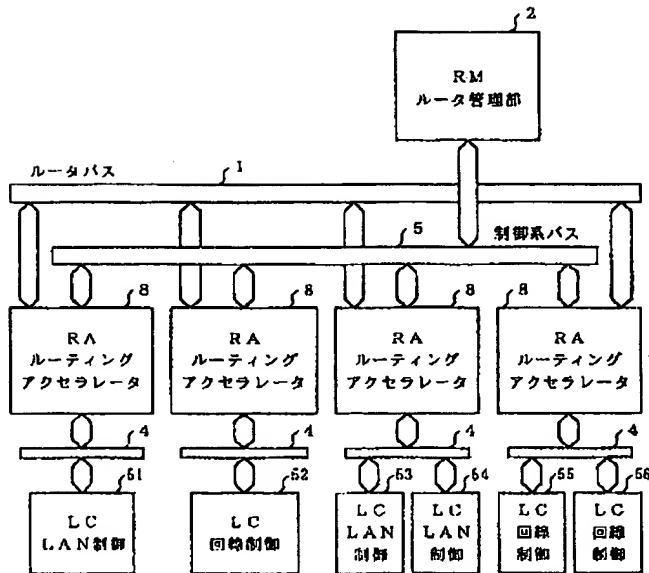 2
RM
ルータ管理部
ルータバス
1
5
制御系バス
8
8
8
8
RA
ルーティング
アクセラレータ
RA
ルーティング
アクセラレータ
RA
ルーティング
アクセラレータ
RA
ルーティング
アクセラレータ
4
4
4
4
51
52
53
54
55
56
LC
LAN制御
LC
回線制御
LC
LAN
制御
LC
LAN
制御
LC
回線
制御
LC
回線
制御